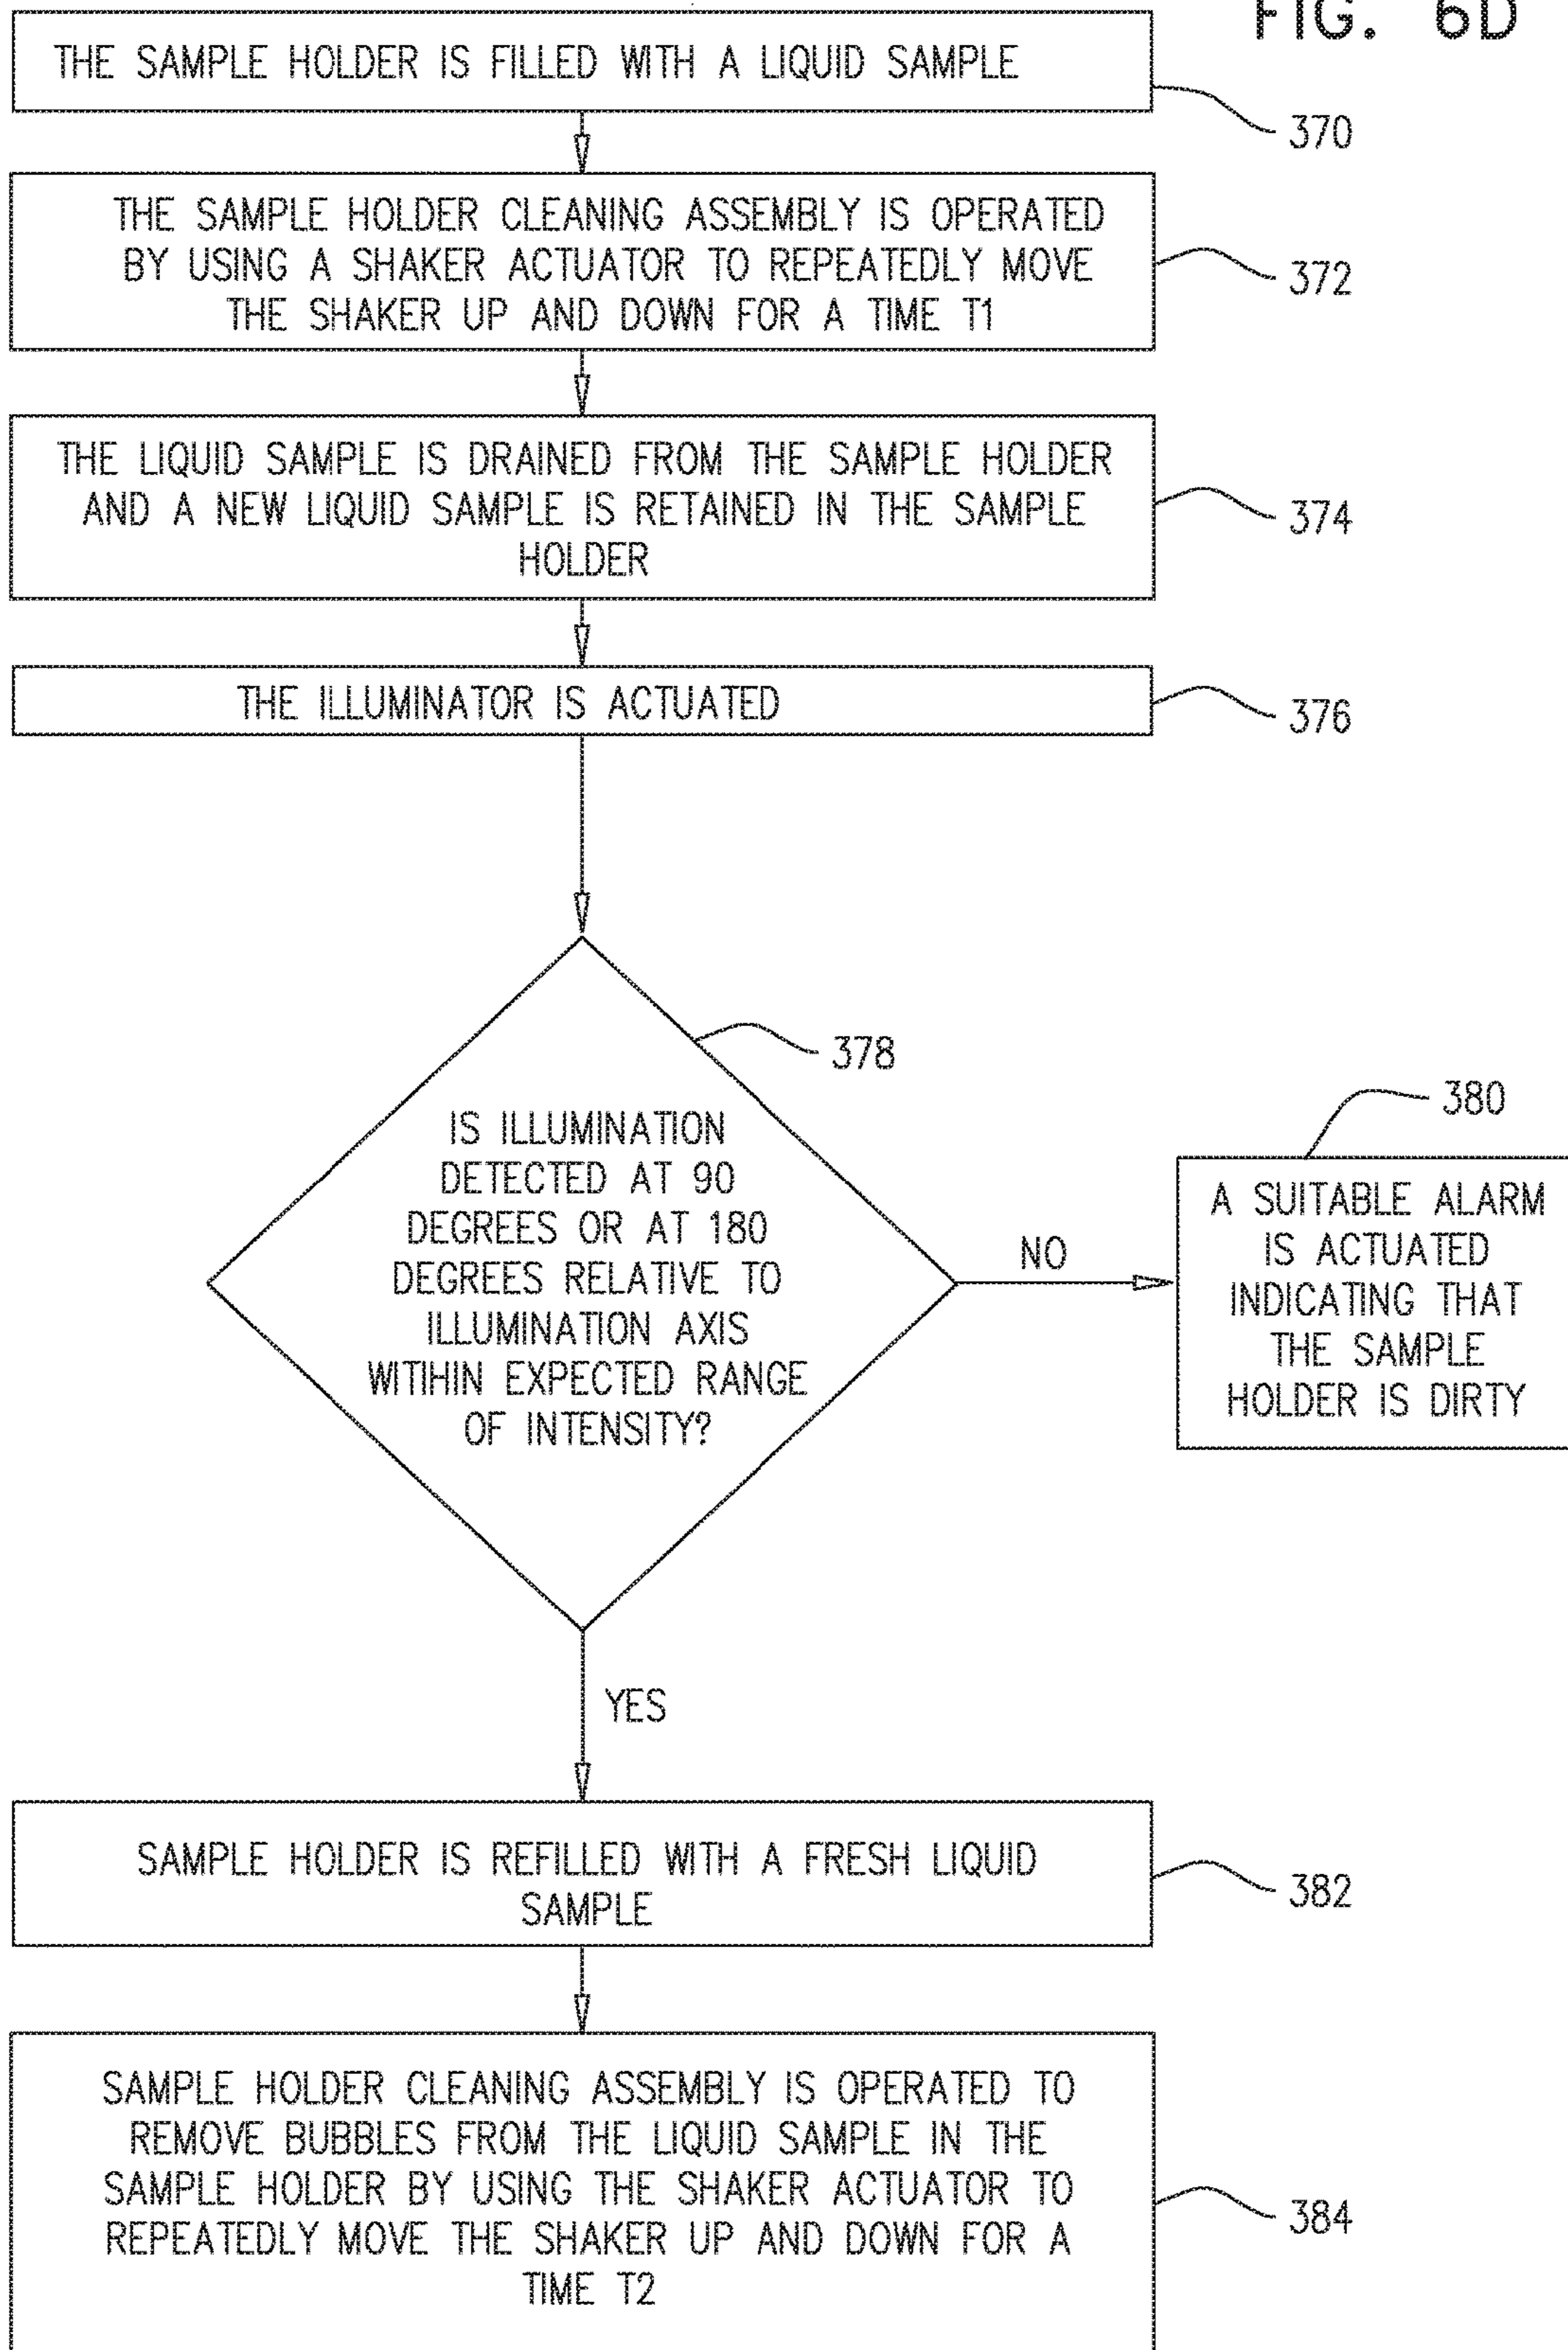 FIG. 6D
THE SAMPLE HOLDER IS FILLED WITH A LIQUID SAMPLE
370
THE SAMPLE HOLDER CLEANING ASSEMBLY IS OPERATED
BY USING A SHAKER ACTUATOR TO REPEATEDLY MOVE
THE SHAKER UP AND DOWN FOR A TIME T1
372
THE LIQUID SAMPLE IS DRAINED FROM THE SAMPLE HOLDER
AND A NEW LIQUID SAMPLE IS RETAINED IN THE SAMPLE
HOLDER
374
THE ILLUMINATOR IS ACTUATED
376
378
IS ILLUMINATION
DETECTED AT 90
DEGREES OR AT 180
DEGREES RELATIVE TO
ILLUMINATION AXIS
WITIHIN EXPECTED RANGE
OF INTENSITY?
NO
380
A SUITABLE ALARM
IS ACTUATED
INDICATING THAT
THE SAMPLE
HOLDER IS DIRTY
YES
SAMPLE HOLDER IS REFILLED WITH A FRESH LIQUID
SAMPLE
382
SAMPLE HOLDER CLEANING ASSEMBLY IS OPERATED TO
REMOVE BUBBLES FROM THE LIQUID SAMPLE IN THE
SAMPLE HOLDER BY USING THE SHAKER ACTUATOR TO
REPEATEDLY MOVE THE SHAKER UP AND DOWN FOR A
TIME T2
384